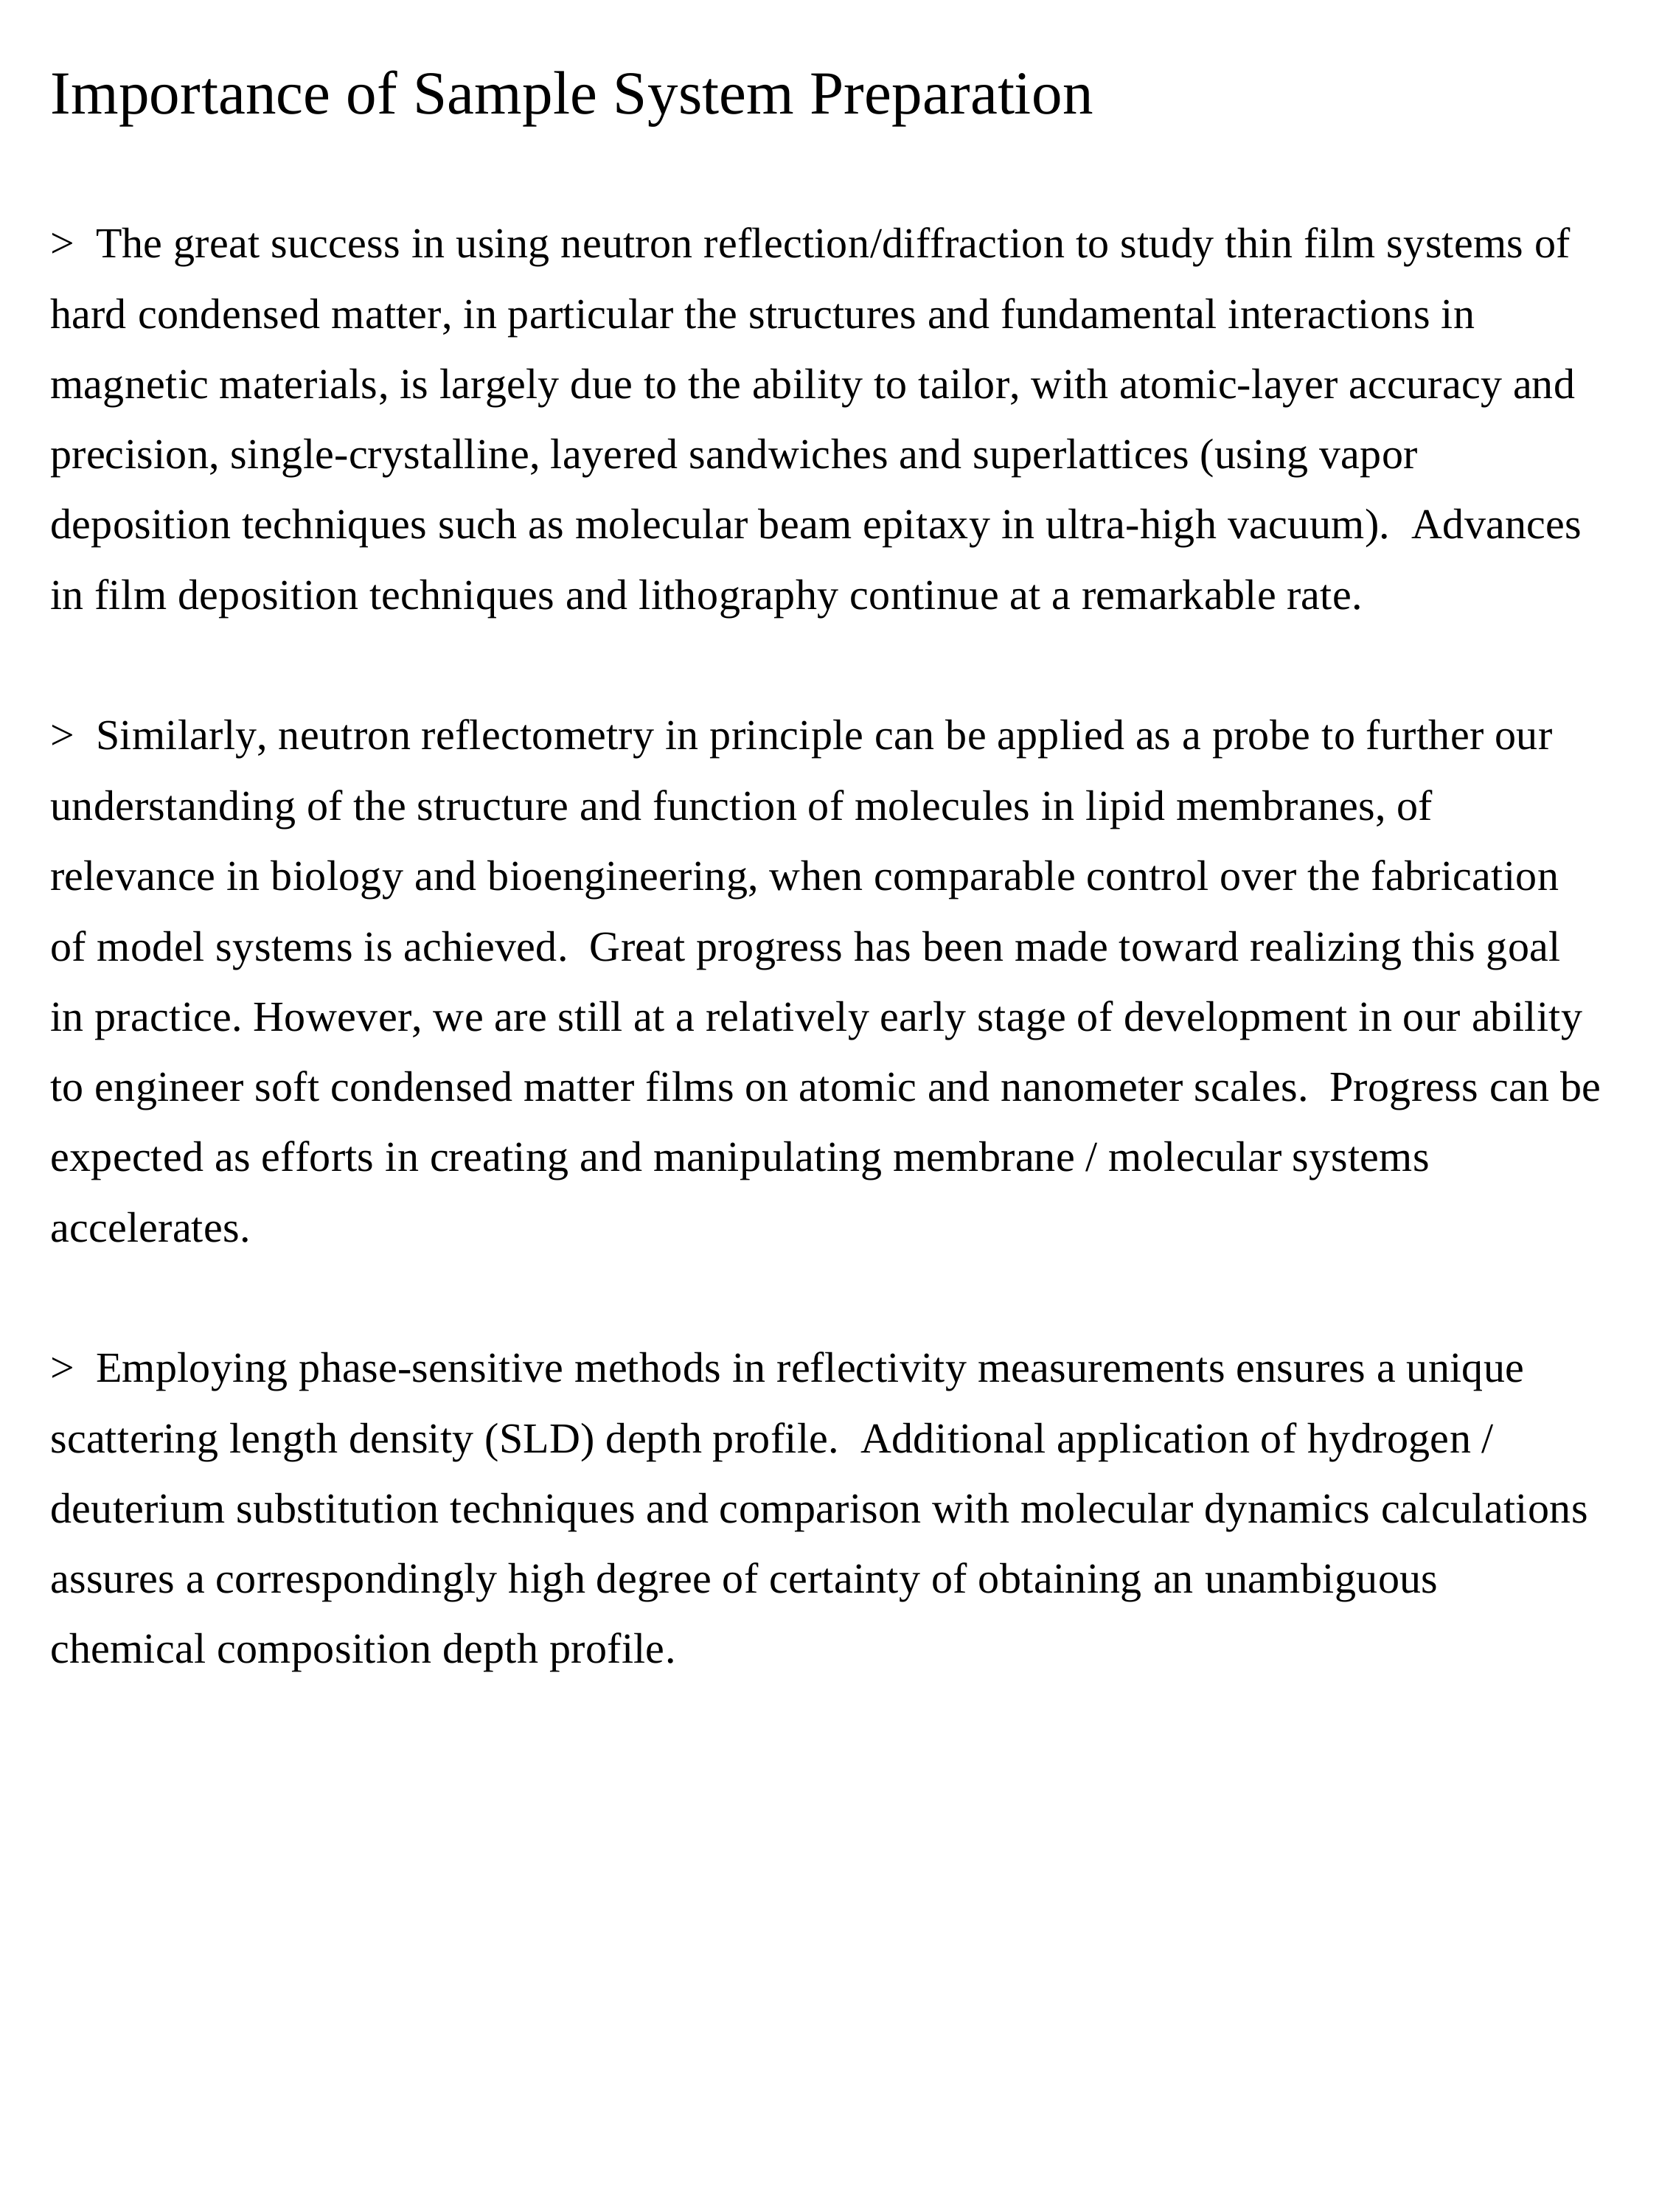 Importance of Sample System Preparation
>  The great success in using neutron reflection/diffraction to study thin film systems of
hard condensed matter, in particular the structures and fundamental interactions in
magnetic materials, is largely due to the ability to tailor, with atomic-layer accuracy and
precision, single-crystalline, layered sandwiches and superlattices (using vapor
deposition techniques such as molecular beam epitaxy in ultra-high vacuum).  Advances
in film deposition techniques and lithography continue at a remarkable rate.
>  Similarly, neutron reflectometry in principle can be applied as a probe to further our
understanding of the structure and function of molecules in lipid membranes, of
relevance in biology and bioengineering, when comparable control over the fabrication
of model systems is achieved.  Great progress has been made toward realizing this goal
in practice. However, we are still at a relatively early stage of development in our ability
to engineer soft condensed matter films on atomic and nanometer scales.  Progress can be
expected as efforts in creating and manipulating membrane / molecular systems
accelerates.
>  Employing phase-sensitive methods in reflectivity measurements ensures a unique
scattering length density (SLD) depth profile.  Additional application of hydrogen /
deuterium substitution techniques and comparison with molecular dynamics calculations
assures a correspondingly high degree of certainty of obtaining an unambiguous
chemical composition depth profile.